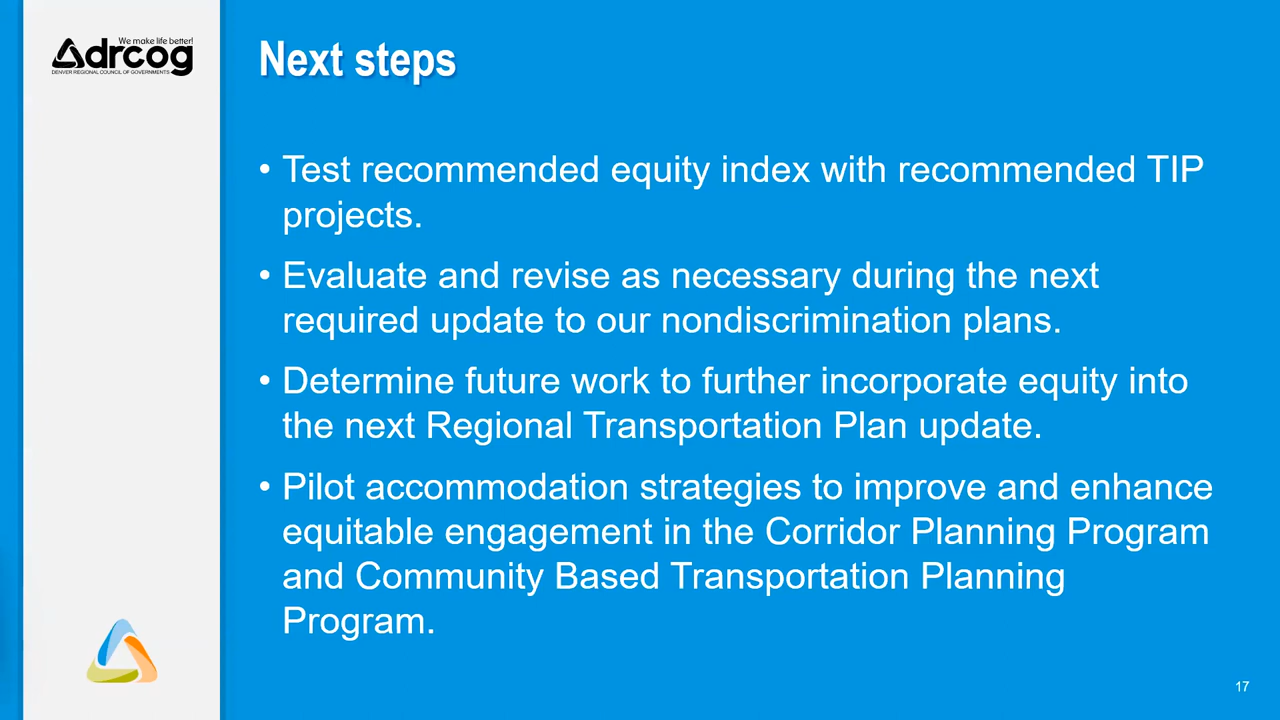 We make life better!
drcog
DENVER REGIONAL COUNCIL OF GOVERNMENTS
Next steps
• Test recommended equity index with recommended TIP
projects.
• Evaluate and revise as necessary during the next
required update to our nondiscrimination plans.
• Determine future work to further incorporate equity into
the next Regional Transportation Plan update.
• Pilot accommodation strategies to improve and enhance
equitable engagement in the Corridor Planning Program
and Community Based Transportation Planning
Program.
17